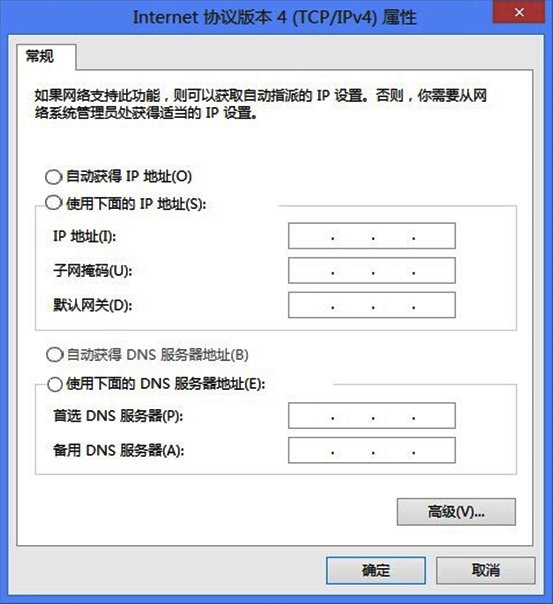 Internet 协议版本 4 (TCP/IPv4) 属性
常规
如果网络支持此功能，则可以获取自动指派的 IP 设置。否则，你需要从网
络系统管理员处获得适当的 IP 设置。
自动获得 IP 地址(O)
使用下面的 IP 地址(S):
IP 地址(I):
子网掩码(U):
默认网关(D):
自动获得 DNS 服务器地址(B)
使用下面的 DNS 服务器地址(E):
首选 DNS 服务器(P):
备用 DNS 服务器(A):
高级(V)...
确定
取消